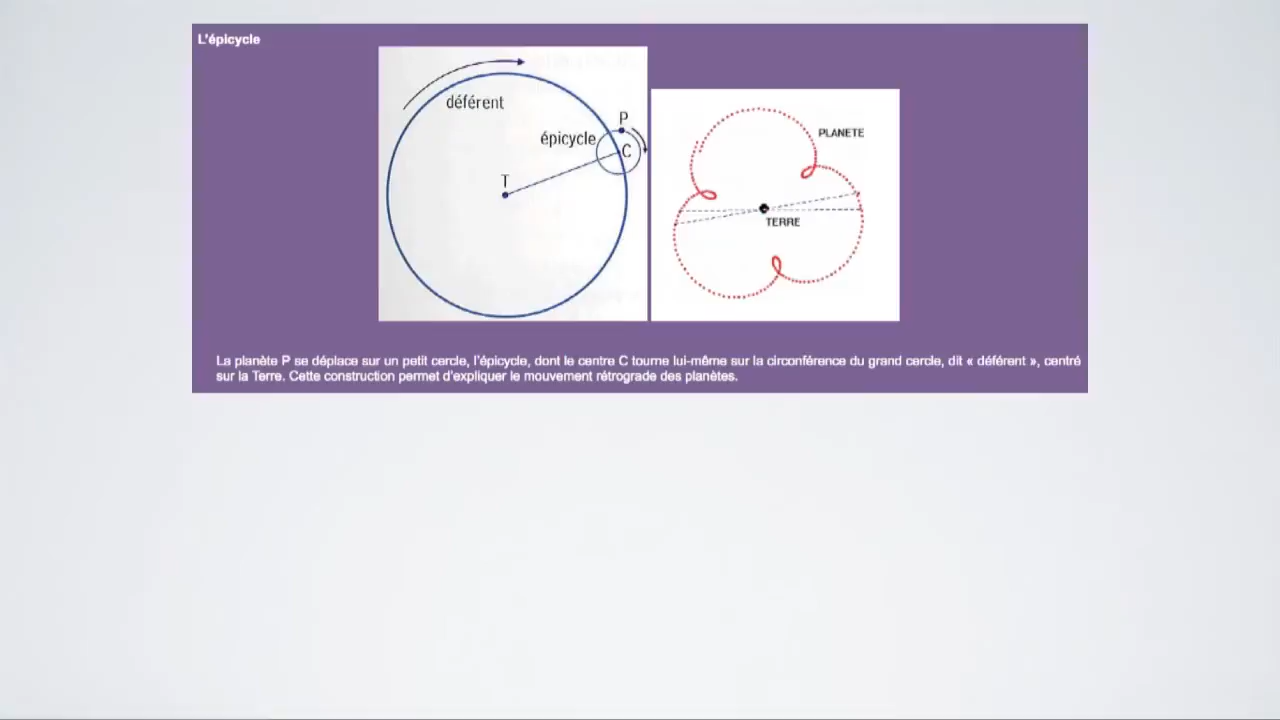 L'épicycle
déférent
P
épicycle
C
T
PLANETE
TERRE
La planète P se déplace sur un petit cercle, l'épicycle, dont le centre C tourne lui-même sur la circonférence du grand cercle, dit « déférent », centré
sur la Terre. Cette construction permet d'expliquer le mouvement rétrograde des planètes.